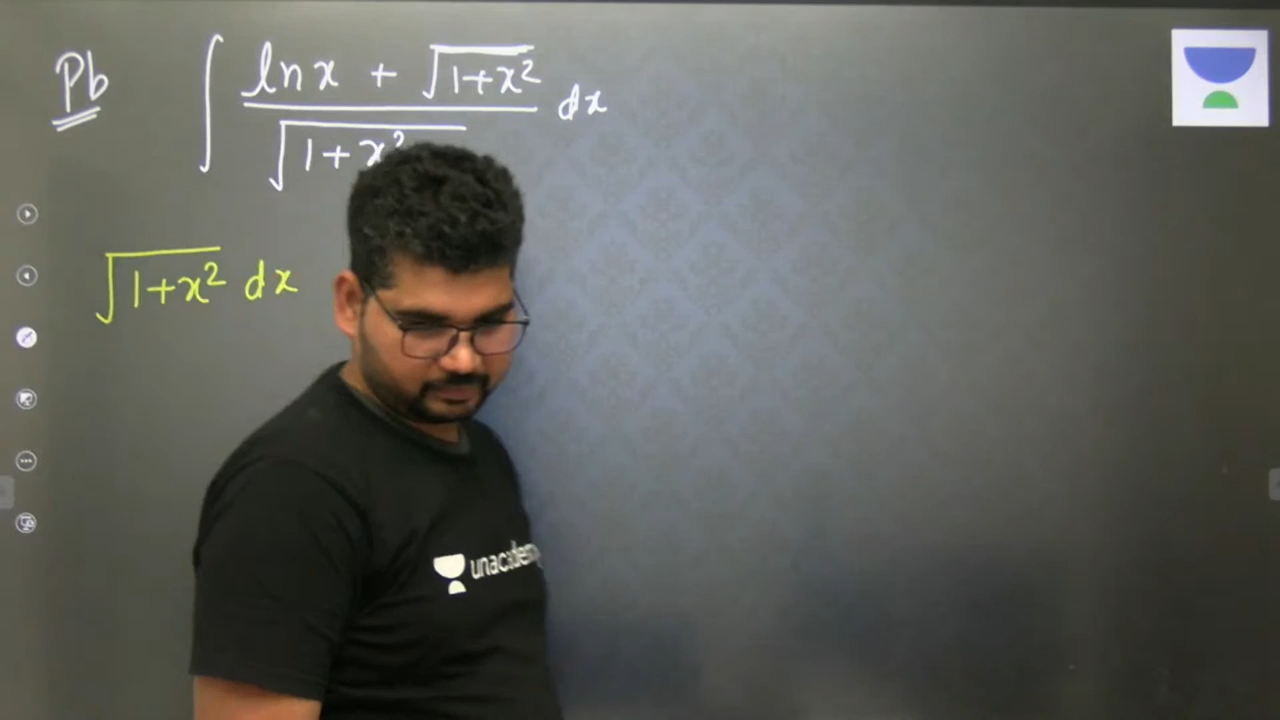 Pb ∫ (ln x + √(1+x²)) / √(1+x²) dx
√(1+x²) dx
unacademy